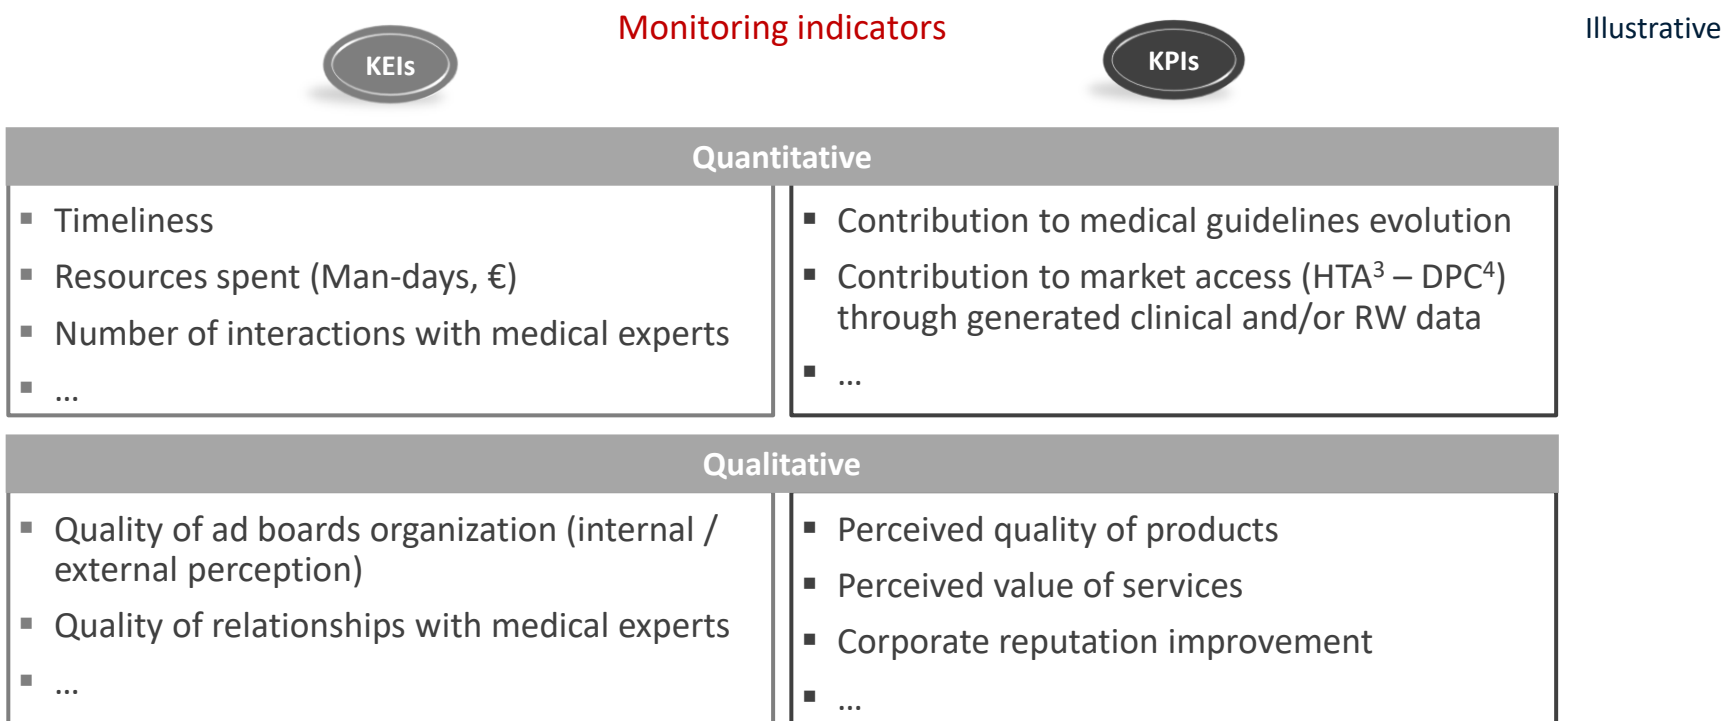 Monitoring indicators
Illustrative
KEIs
KPIs
Quantitative
▪ Timeliness
▪ Resources spent (Man-days, €)
▪ Number of interactions with medical experts
▪ …
▪ Contribution to medical guidelines evolution
▪ Contribution to market access (HTA³ – DPC⁴)
through generated clinical and/or RW data
▪ …
Qualitative
▪ Quality of ad boards organization (internal /
external perception)
▪ Quality of relationships with medical experts
▪ …
▪ Perceived quality of products
▪ Perceived value of services
▪ Corporate reputation improvement
▪ …